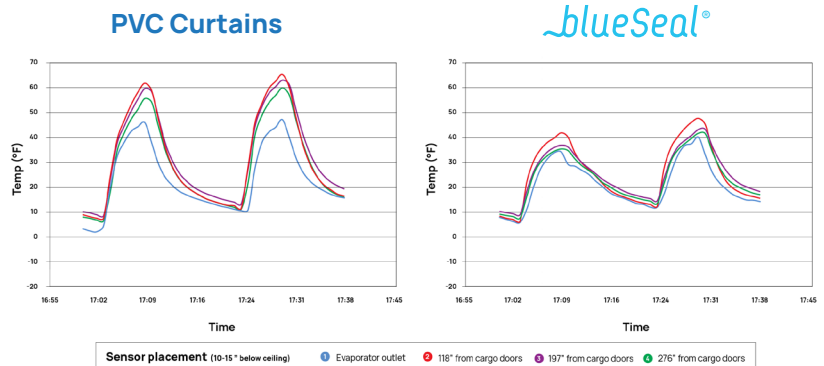 PVC Curtains
blueSeal®
Temp (°F)
70
60
50
40
30
20
10
0
-10
-20
16:55 17:02 17:09 17:16 17:24 17:31 17:38 17:45
Time
Temp (°F)
70
60
50
40
30
20
10
0
-10
-20
16:55 17:02 17:09 17:16 17:24 17:31 17:38 17:45
Time
Sensor placement (10-15 " below ceiling) 1 Evaporator outlet 2 118" from cargo doors 3 197" from cargo doors 4 276" from cargo doors